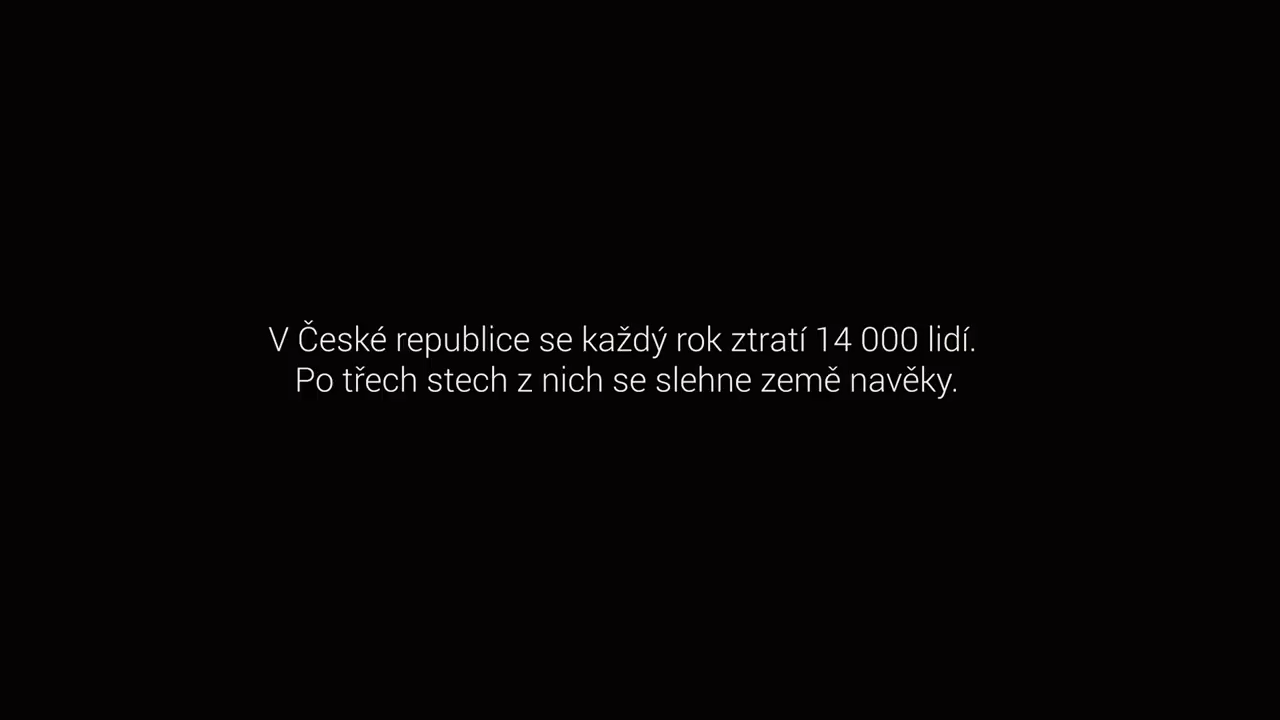 V České republice se každý rok ztratí 14 000 lidí.
Po třech stech z nich se slehne země navěky.